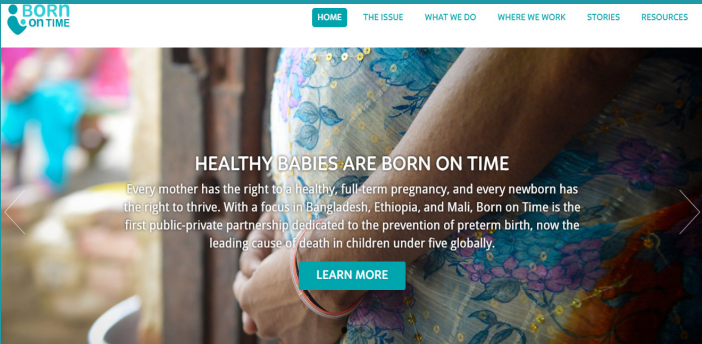 BORN
ON TIME
HOME
THE ISSUE
WHAT WE DO
WHERE WE WORK
STORIES
RESOURCES
HEALTHY BABIES ARE BORN ON TIME
Every mother has the right to a healthy, full-term pregnancy, and every newborn has
the right to thrive. With a focus in Bangladesh, Ethiopia, and Mali, Born on Time is the
first public-private partnership dedicated to the prevention of preterm birth, now the
leading cause of death in children under five globally.
LEARN MORE